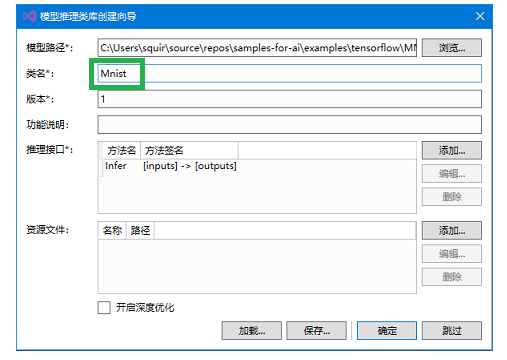 模型推理类库创建向导
模型路径*: C:\Users\squir\source\repos\samples-for-ai\examples\tensorflow\MN 浏览...
类名*: Mnist
版本*: 1
功能说明:
推理接口*: 方法名 方法签名 添加...
Infer [inputs] -> [outputs]
编辑...
删除
资源文件: 名称 路径 添加...
编辑...
删除
开启深度优化
加载... 保存... 确定 跳过